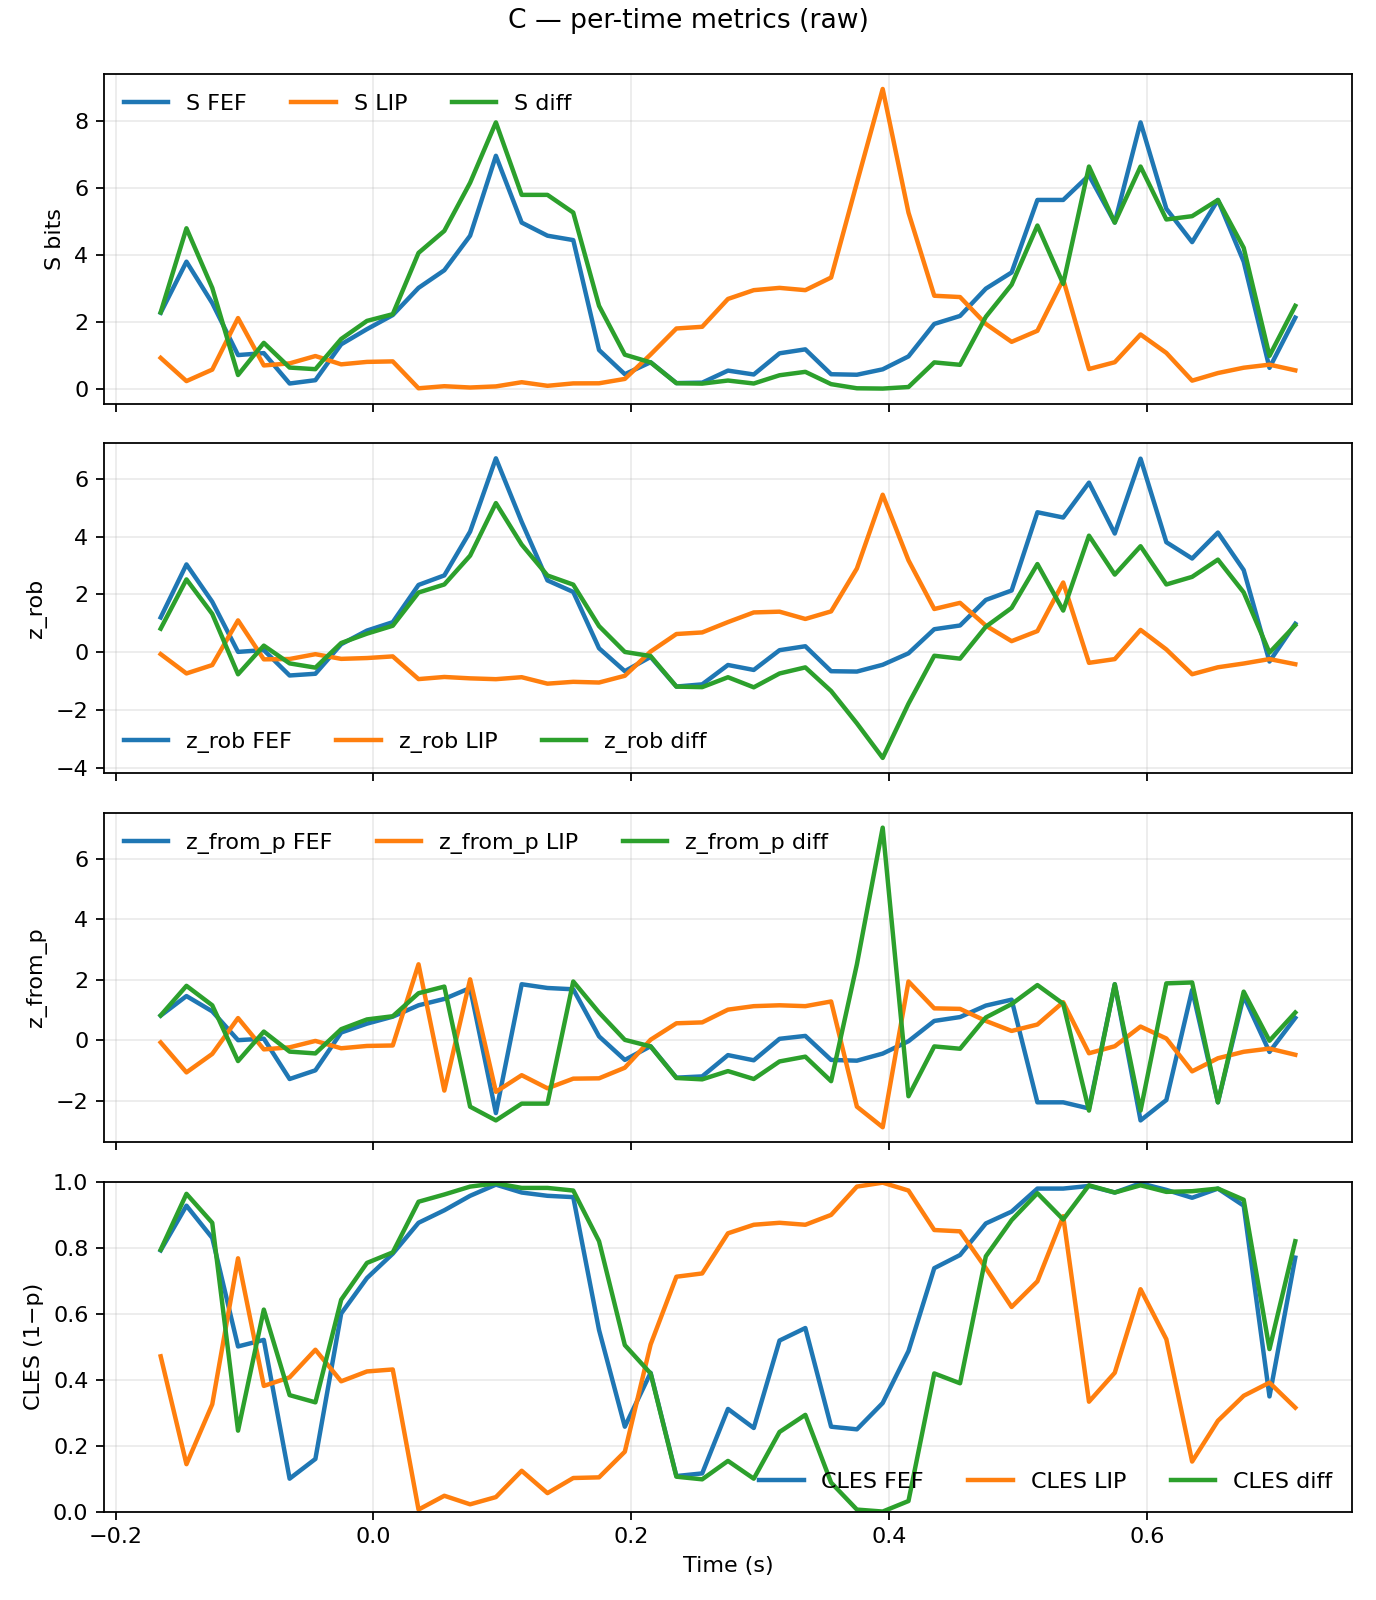 C — per-time metrics (raw)
S FEF S LIP S diff
8
6
4
2
0
S bits
6
4
2
0
−2
−4
z_rob
z_rob FEF z_rob LIP z_rob diff
z_from_p FEF z_from_p LIP z_from_p diff
6
4
2
0
−2
z_from_p
1.0
0.8
0.6
0.4
0.2
0.0
CLES (1−p)
CLES FEF CLES LIP CLES diff
−0.2 0.0 0.2 0.4 0.6
Time (s)